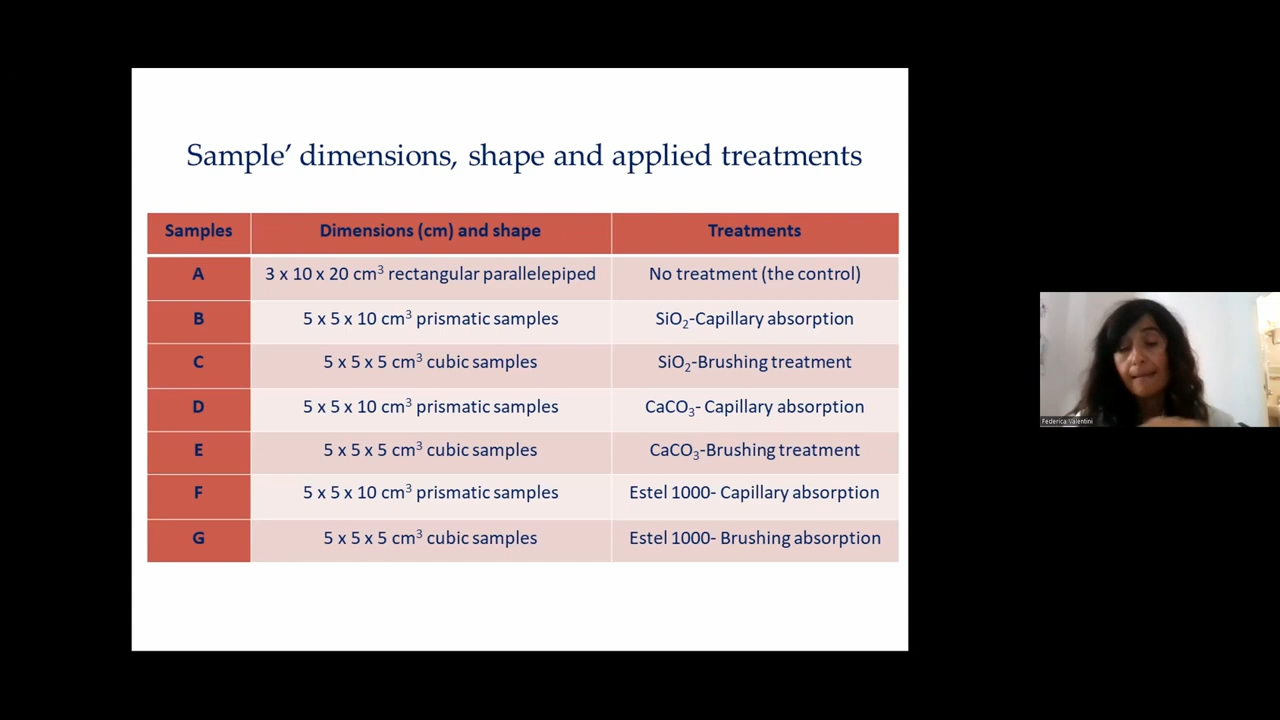 Sample’ dimensions, shape and applied treatments
Samples Dimensions (cm) and shape Treatments
A 3 x 10 x 20 cm³ rectangular parallelepiped No treatment (the control)
B 5 x 5 x 10 cm³ prismatic samples SiO₂-Capillary absorption
C 5 x 5 x 5 cm³ cubic samples SiO₂-Brushing treatment
D 5 x 5 x 10 cm³ prismatic samples CaCO₃- Capillary absorption
E 5 x 5 x 5 cm³ cubic samples CaCO₃-Brushing treatment
F 5 x 5 x 10 cm³ prismatic samples Estel 1000- Capillary absorption
G 5 x 5 x 5 cm³ cubic samples Estel 1000- Brushing absorption
Federica Valentini